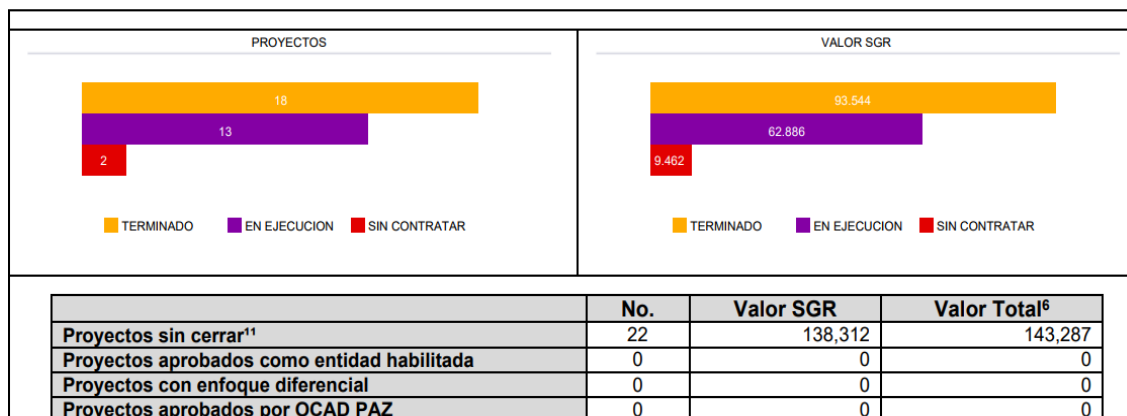 PROYECTOS
18
13
2
TERMINADO EN EJECUCION SIN CONTRATAR
VALOR SGR
93.544
62.886
9.462
TERMINADO EN EJECUCION SIN CONTRATAR
No. Valor SGR Valor Total⁶
Proyectos sin cerrar¹¹ 22 138,312 143,287
Proyectos aprobados como entidad habilitada 0 0 0
Proyectos con enfoque diferencial 0 0 0
Proyectos aprobados por OCAD PAZ 0 0 0